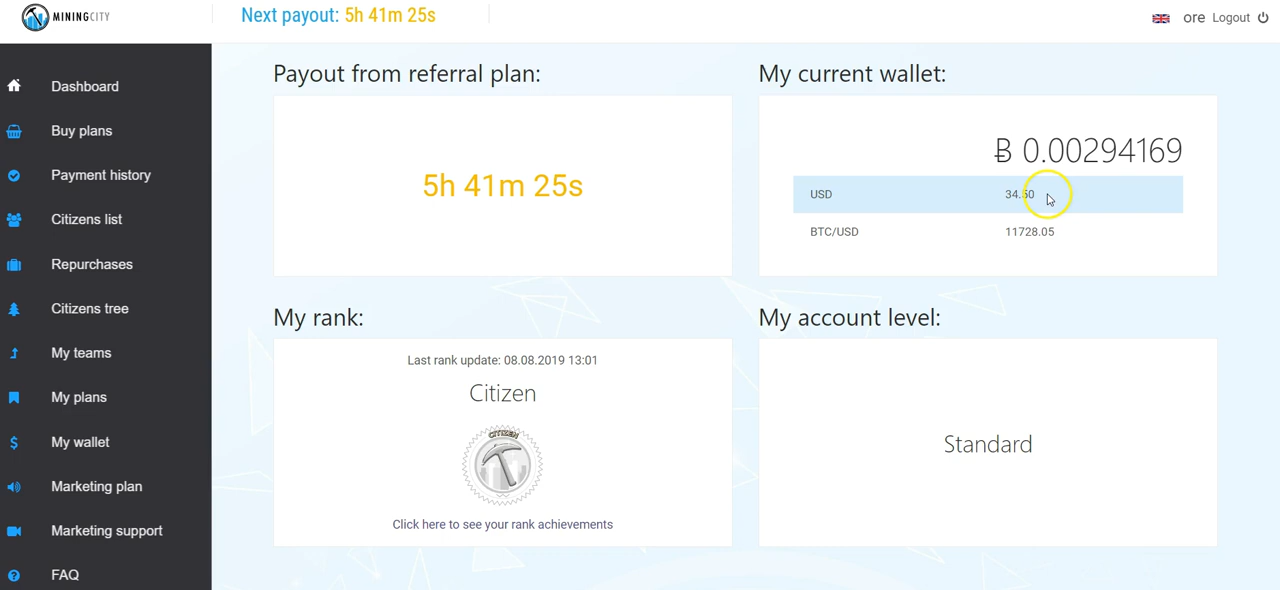 MININGCITY
Next payout: 5h 41m 25s
ore Logout
Dashboard
Buy plans
Payment history
Citizens list
Repurchases
Citizens tree
My teams
My plans
My wallet
Marketing plan
Marketing support
FAQ
Payout from referral plan:
5h 41m 25s
My current wallet:
Ƀ 0.00294169
USD 34.50
BTC/USD 11728.05
My rank:
Last rank update: 08.08.2019 13:01
Citizen
CITIZEN
Click here to see your rank achievements
My account level:
Standard